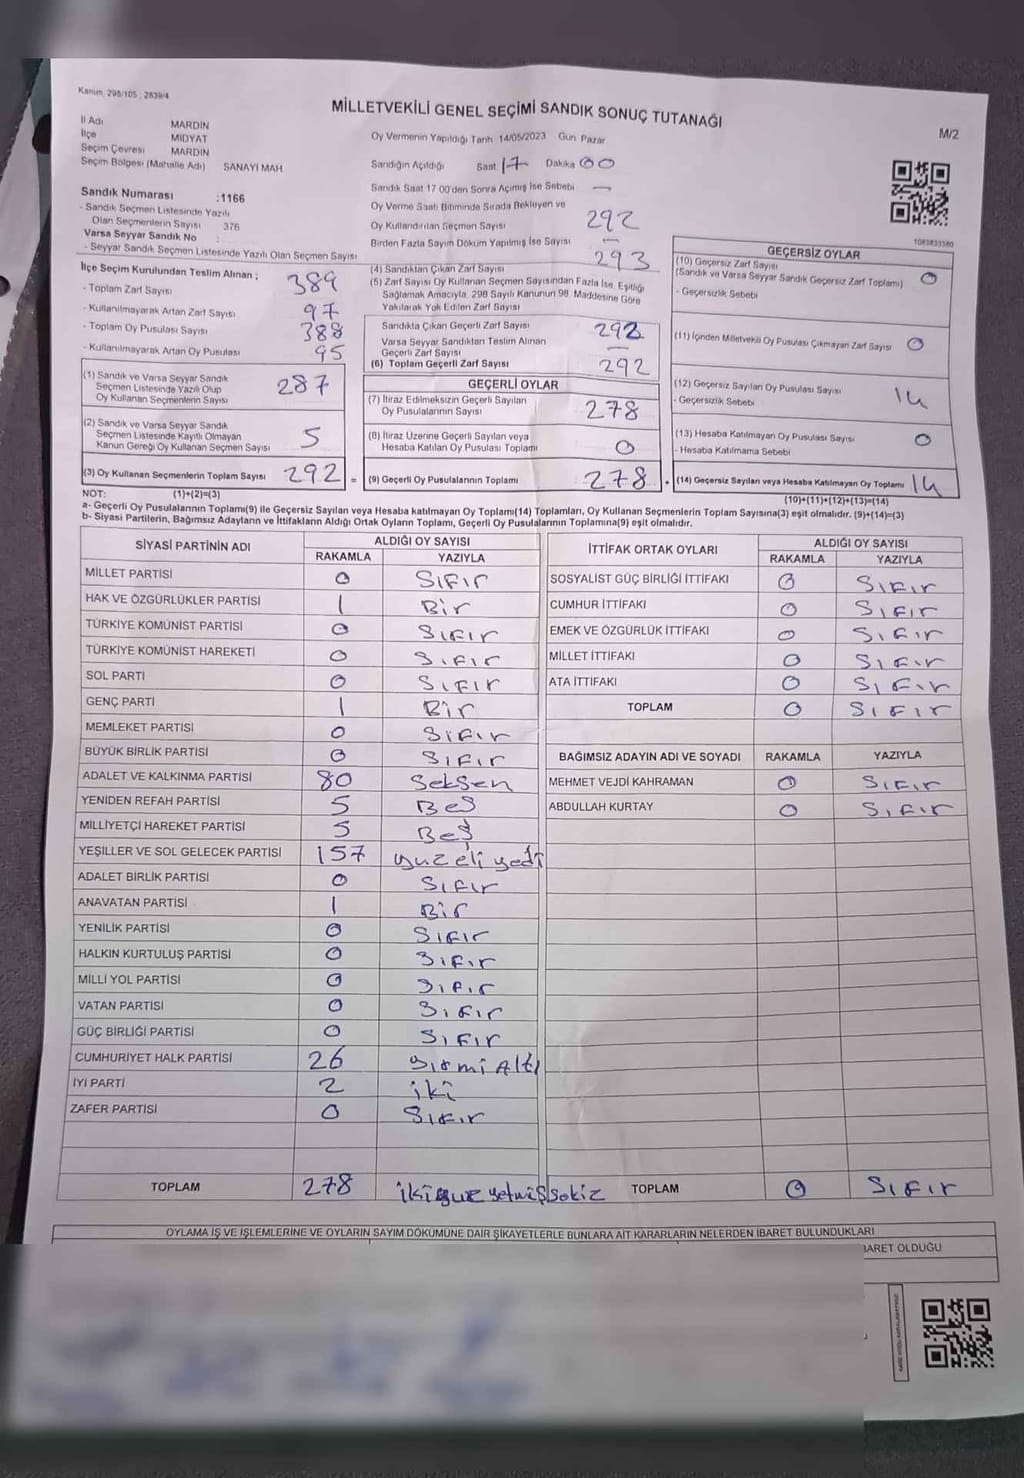 Kanun: 298/105 , 2839/4
MİLLETVEKİLİ GENEL SEÇİMİ SANDIK SONUÇ TUTANAĞI
M/2
İl Adı MARDİN
İlçe MİDYAT
Seçim Çevresi MARDİN
Seçim Bölgesi (Mahalle Adı) SANAYİ MAH
Oy Vermenin Yapıldığı Tarih 14/05/2023 Gün Pazar
Sandığın Açıldığı Saat 17 Dakika 00
Sandık Saat 17 00'den Sonra Açımış İse Sebebi —
Oy Verme Saati Bitiminde Sırada Bekleyen ve
Oy Kullandırılan Seçmen Sayısı 292
Birden Fazla Sayım Döküm Yapılmış İse Sayısı —
Sandık Numarası :1166
- Sandık Seçmen Listesinde Yazılı
Olan Seçmenlerin Sayısı 376
Varsa Seyyar Sandık No :
- Seyyar Sandık Seçmen Listesinde Yazılı Olan Seçmen Sayısı
İlçe Seçim Kurulundan Teslim Alınan ;
- Toplam Zarf Sayısı 389
- Kullanılmayarak Artan Zarf Sayısı 97
- Toplam Oy Pusulası Sayısı 388
- Kullanılmayarak Artan Oy Pusulası 95
(1) Sandık ve Varsa Seyyar Sandık
Seçmen Listesinde Yazılı Olup
Oy Kullanan Seçmenlerin Sayısı 287
(2) Sandık ve Varsa Seyyar Sandık
Seçmen Listesinde Kayıtlı Olmayan
Kanun Gereği Oy Kullanan Seçmen Sayısı 5
(3) Oy Kullanan Seçmenlerin Toplam Sayısı 292 =
(4) Sandıktan Çıkan Zarf Sayısı 293
(5) Zarf Sayısı Oy Kullanan Seçmen Sayısından Fazla İse, Eşitliği
Sağlamak Amacıyla, 298 Sayılı Kanunun 98. Maddesine Göre
Yakılarak Yok Edilen Zarf Sayısı
Sandıkta Çıkan Geçerli Zarf Sayısı 292
Varsa Seyyar Sandıktan Teslim Alınan
Geçerli Zarf Sayısı —
(6) Toplam Geçerli Zarf Sayısı 292
GEÇERLİ OYLAR
(7) İtiraz Edilmeksizin Geçerli Sayılan
Oy Pusulalarının Sayısı 278
(8) İtiraz Üzerine Geçerli Sayılan veya
Hesaba Katılan Oy Pusulası Toplamı 0
(9) Geçerli Oy Pusulalarının Toplamı 278 +
1083833380
GEÇERSİZ OYLAR
(10) Geçersiz Zarf Sayısı
(Sandık ve Varsa Seyyar Sandık Geçersiz Zarf Toplamı) 0
- Geçersizlik Sebebi
(11) İçinden Milletvekili Oy Pusulası Çıkmayan Zarf Sayısı 0
(12) Geçersiz Sayılan Oy Pusulası Sayısı 14
- Geçersizlik Sebebi
(13) Hesaba Katılmayan Oy Pusulası Sayısı 0
- Hesaba Katılmama Sebebi
(14) Geçersiz Sayılan veya Hesaba Katılmayan Oy Toplamı 14
NOT: (1)+(2)=(3)
(10)+(11)+(12)+(13)=(14)
a- Geçerli Oy Pusulalarının Toplamı(9) ile Geçersiz Sayılan veya Hesaba katılmayan Oy Toplamı(14) Toplamları, Oy Kullanan Seçmenlerin Toplam Sayısına(3) eşit olmalıdır. (9)+(14)=(3)
b- Siyasi Partilerin, Bağımsız Adayların ve İttifakların Aldığı Ortak Oyların Toplamı, Geçerli Oy Pusulalarının Toplamına(9) eşit olmalıdır.
SİYASİ PARTİNİN ADI ALDIĞI OY SAYISI
RAKAMLA YAZIYLA
MİLLET PARTİSİ 0 Sıfır
HAK VE ÖZGÜRLÜKLER PARTİSİ 1 Bir
TÜRKİYE KOMÜNİST PARTİSİ 0 Sıfır
TÜRKİYE KOMÜNİST HAREKETİ 0 Sıfır
SOL PARTİ 0 Sıfır
GENÇ PARTİ 1 Bir
MEMLEKET PARTİSİ 0 Sıfır
BÜYÜK BİRLİK PARTİSİ 0 Sıfır
ADALET VE KALKINMA PARTİSİ 80 Seksen
YENİDEN REFAH PARTİSİ 5 Beş
MİLLİYETÇİ HAREKET PARTİSİ 5 Beş
YEŞİLLER VE SOL GELECEK PARTİSİ 157 yuz eli yedi
ADALET BİRLİK PARTİSİ 0 Sıfır
ANAVATAN PARTİSİ 1 Bir
YENİLİK PARTİSİ 0 Sıfır
HALKIN KURTULUŞ PARTİSİ 0 Sıfır
MİLLİ YOL PARTİSİ 0 Sıfır
VATAN PARTİSİ 0 Sıfır
GÜÇ BİRLİĞİ PARTİSİ 0 Sıfır
CUMHURİYET HALK PARTİSİ 26 yirmi Altı
İYİ PARTİ 2 iki
ZAFER PARTİSİ 0 Sıfır
TOPLAM 278 ikiyuz yetmişsekiz
İTTİFAK ORTAK OYLARI ALDIĞI OY SAYISI
RAKAMLA YAZIYLA
SOSYALİST GÜÇ BİRLİĞİ İTTİFAKI 0 Sıfır
CUMHUR İTTİFAKI 0 Sıfır
EMEK VE ÖZGÜRLÜK İTTİFAKI 0 Sıfır
MİLLET İTTİFAKI 0 Sıfır
ATA İTTİFAKI 0 Sıfır
TOPLAM 0 Sıfır
BAĞIMSIZ ADAYIN ADI VE SOYADI RAKAMLA YAZIYLA
MEHMET VEJDİ KAHRAMAN 0 Sıfır
ABDULLAH KURTAY 0 Sıfır
TOPLAM 0 Sıfır
OYLAMA İŞ VE İŞLEMLERİNE VE OYLARIN SAYIM DÖKÜMÜNE DAİR ŞİKAYETLERLE BUNLARA AİT KARARLARIN NELERDEN İBARET BULUNDUKLARI
BARET OLDUĞU